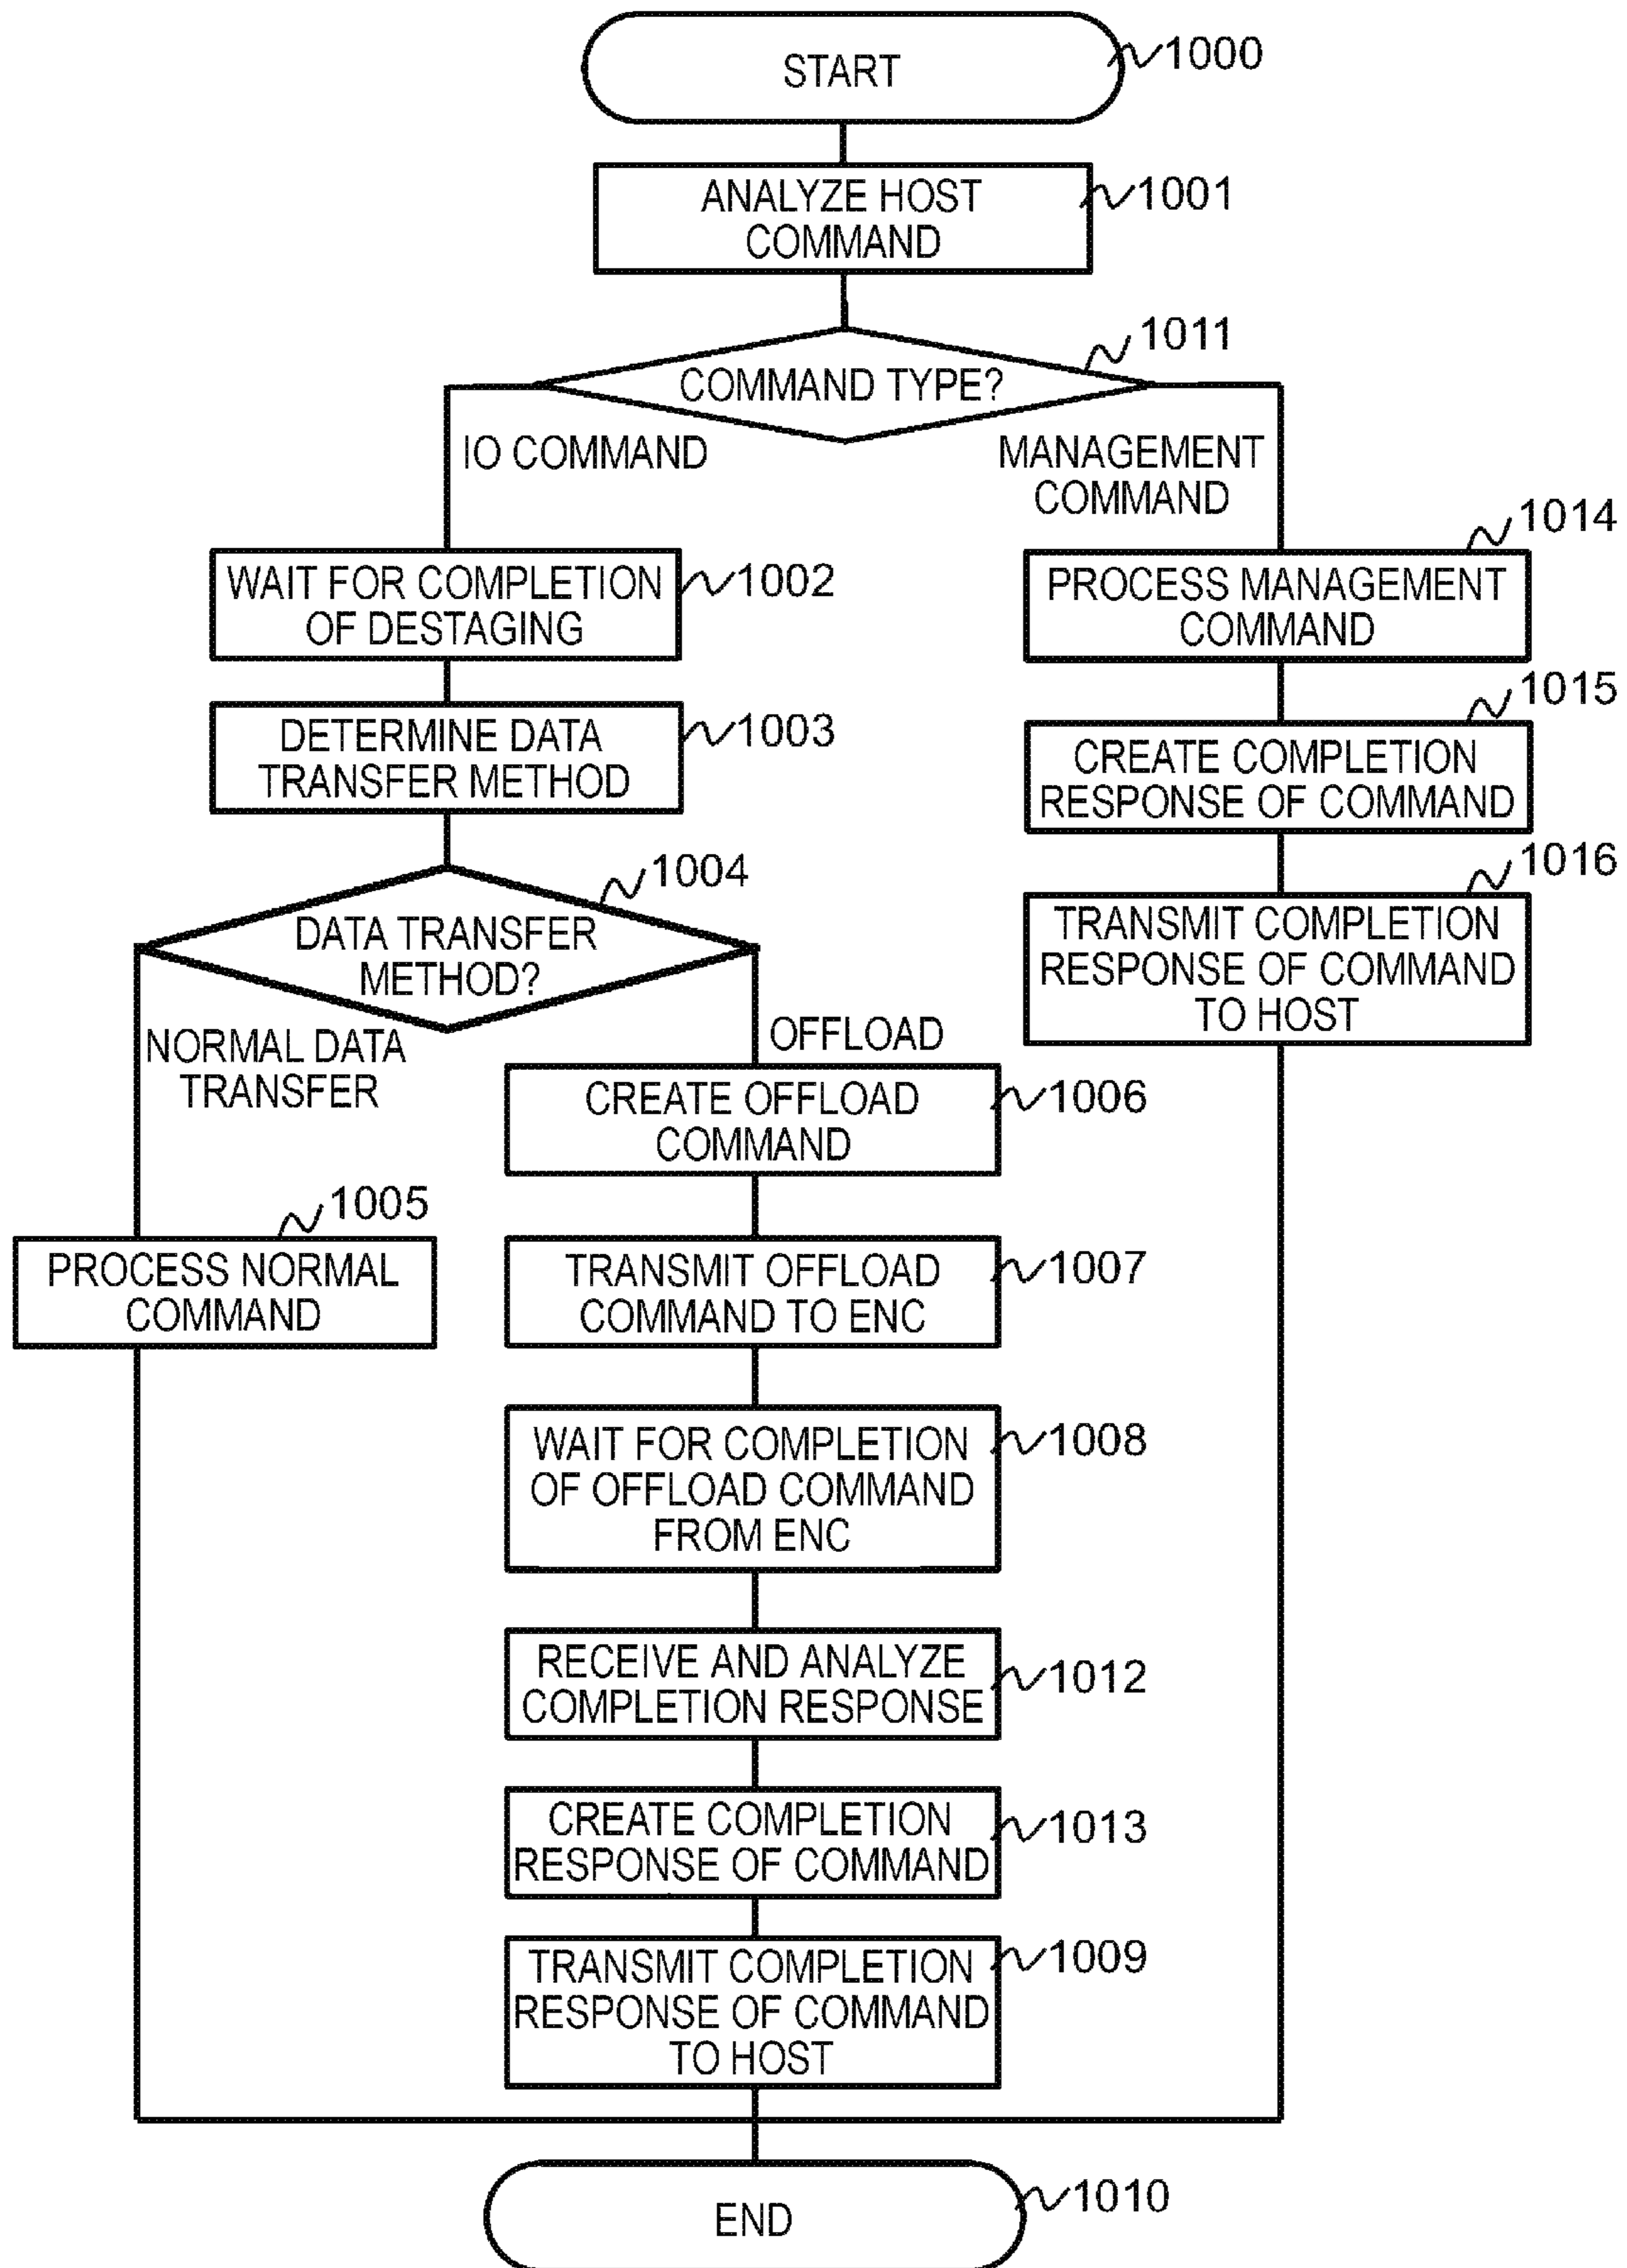 START
1000
ANALYZE HOST
COMMAND
1001
COMMAND TYPE?
1011
IO COMMAND
MANAGEMENT
COMMAND
WAIT FOR COMPLETION
OF DESTAGING
1002
DETERMINE DATA
TRANSFER METHOD
1003
DATA TRANSFER
METHOD?
1004
NORMAL DATA
TRANSFER
OFFLOAD
PROCESS NORMAL
COMMAND
1005
CREATE OFFLOAD
COMMAND
1006
TRANSMIT OFFLOAD
COMMAND TO ENC
1007
WAIT FOR COMPLETION
OF OFFLOAD COMMAND
FROM ENC
1008
RECEIVE AND ANALYZE
COMPLETION RESPONSE
1012
CREATE COMPLETION
RESPONSE OF COMMAND
1013
TRANSMIT COMPLETION
RESPONSE OF COMMAND
TO HOST
1009
1014
PROCESS MANAGEMENT
COMMAND
1015
CREATE COMPLETION
RESPONSE OF COMMAND
1016
TRANSMIT COMPLETION
RESPONSE OF COMMAND
TO HOST
END
1010